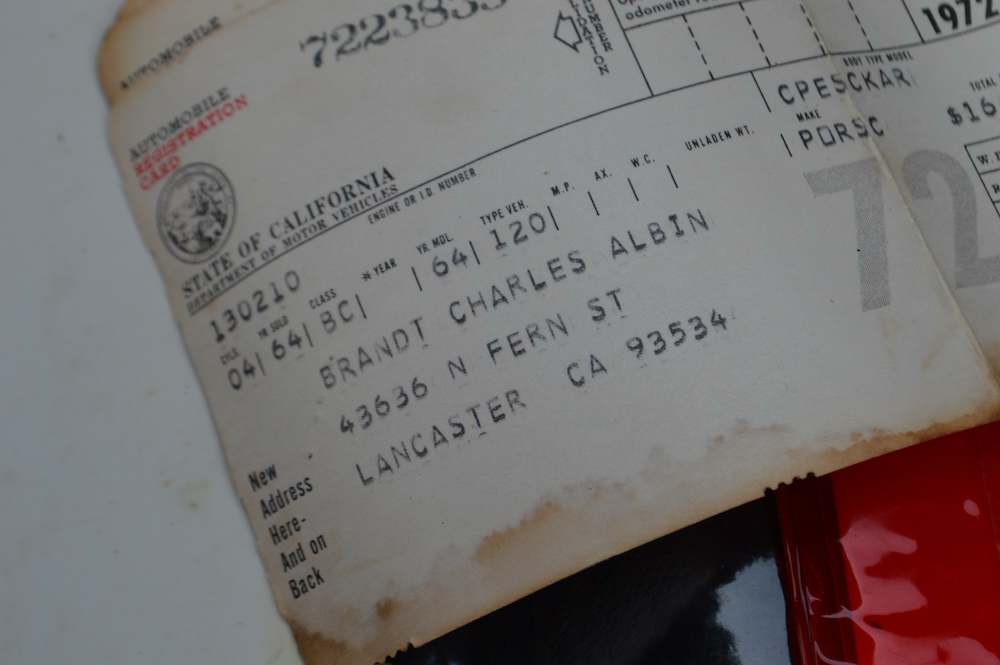 AUTOMOBILE
odometer
1972
AUTOMOBILE
REGISTRATION
CARD
BODY TYPE MODEL
CPESCKAR
TOTAL
$16
MAKE
PORSC
STATE OF CALIFORNIA
DEPARTMENT OF MOTOR VEHICLES
ENGINE OR I.D. NUMBER
W.C.
UNLADEN WT.
130210
CYLS YR. SOLD CLASS * YEAR YR. MDL. TYPE VEH. M.P. AX.
04 64 BC 64 120
72
BRANDT CHARLES ALBIN
43636 N FERN ST
LANCASTER CA 93534
New
Address
Here-
And on
Back